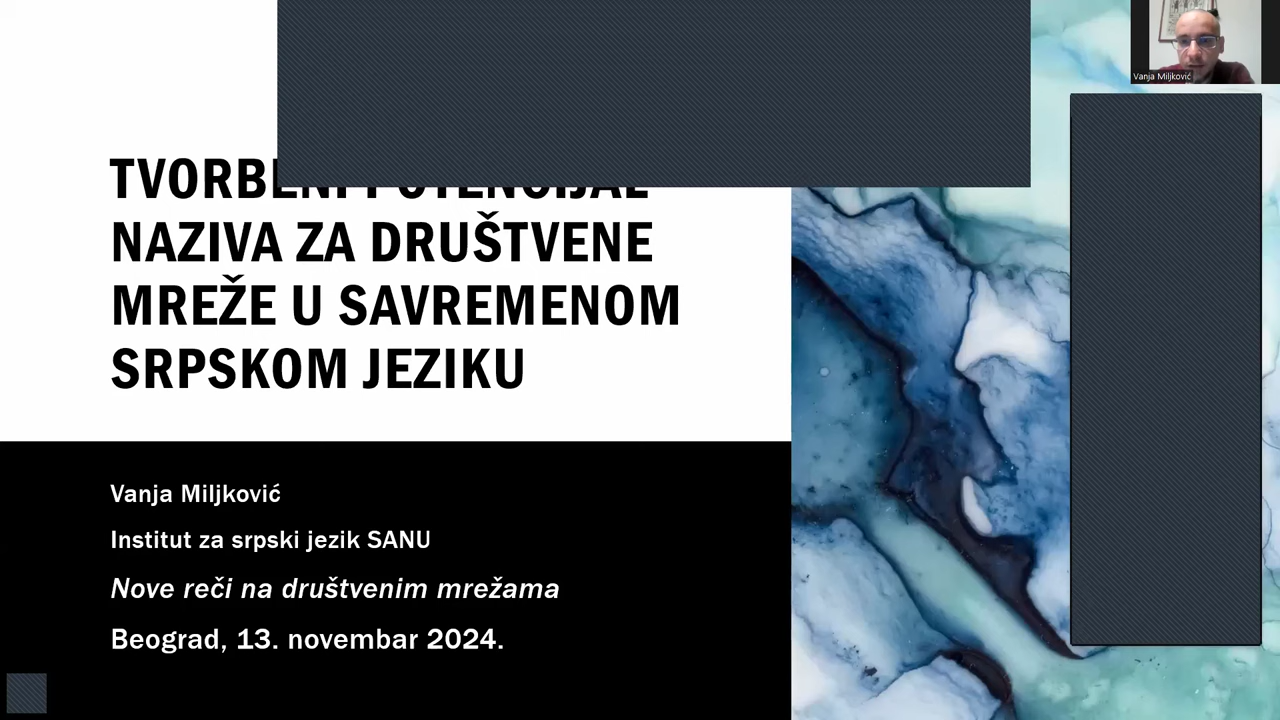 Vanja Miljković
TVORBENI POTENCIJAL
NAZIVA ZA DRUŠTVENE
MREŽE U SAVREMENOM
SRPSKOM JEZIKU
Vanja Miljković
Institut za srpski jezik SANU
Nove reči na društvenim mrežama
Beograd, 13. novembar 2024.